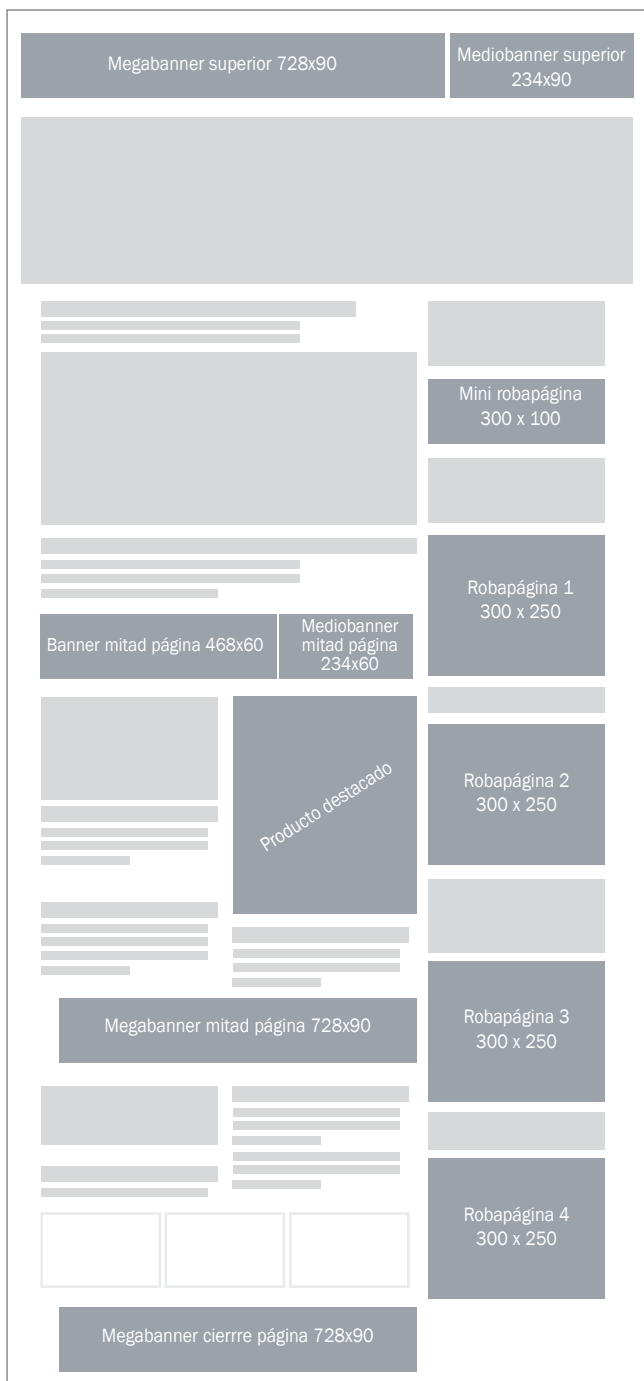 Megabanner superior 728x90
Mediobanner superior
234x90
Mini robapágina
300 x 100
Robapágina 1
300 x 250
Banner mitad página 468x60
Mediobanner
mitad página
234x60
Producto destacado
Robapágina 2
300 x 250
Megabanner mitad página 728x90
Robapágina 3
300 x 250
Robapágina 4
300 x 250
Megabanner cierrre página 728x90